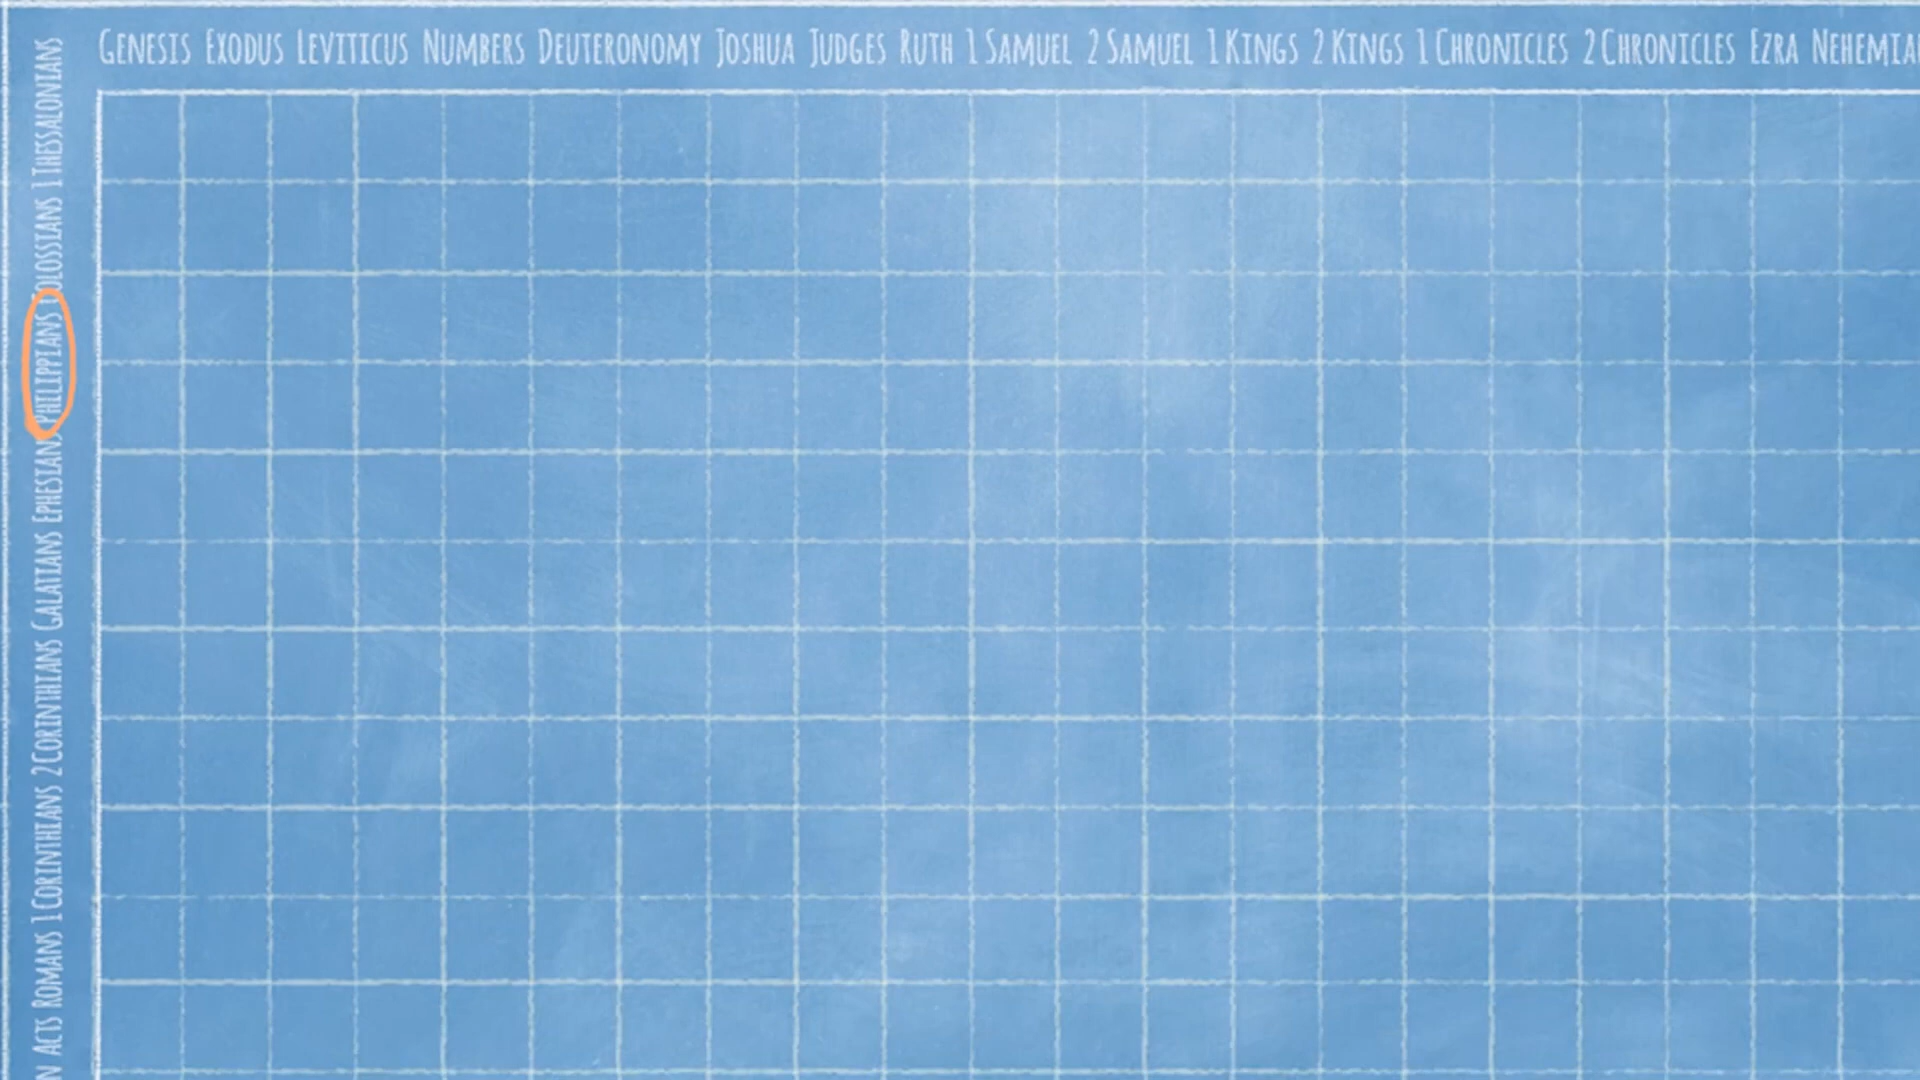 Genesis Exodus Leviticus Numbers Deuteronomy Joshua Judges Ruth 1 Samuel 2 Samuel 1 Kings 2 Kings 1 Chronicles 2 Chronicles Ezra Nehemia
Acts Romans 1 Corinthians 2 Corinthians Galatians Ephesians Philippians Colossians 1 Thessalonians